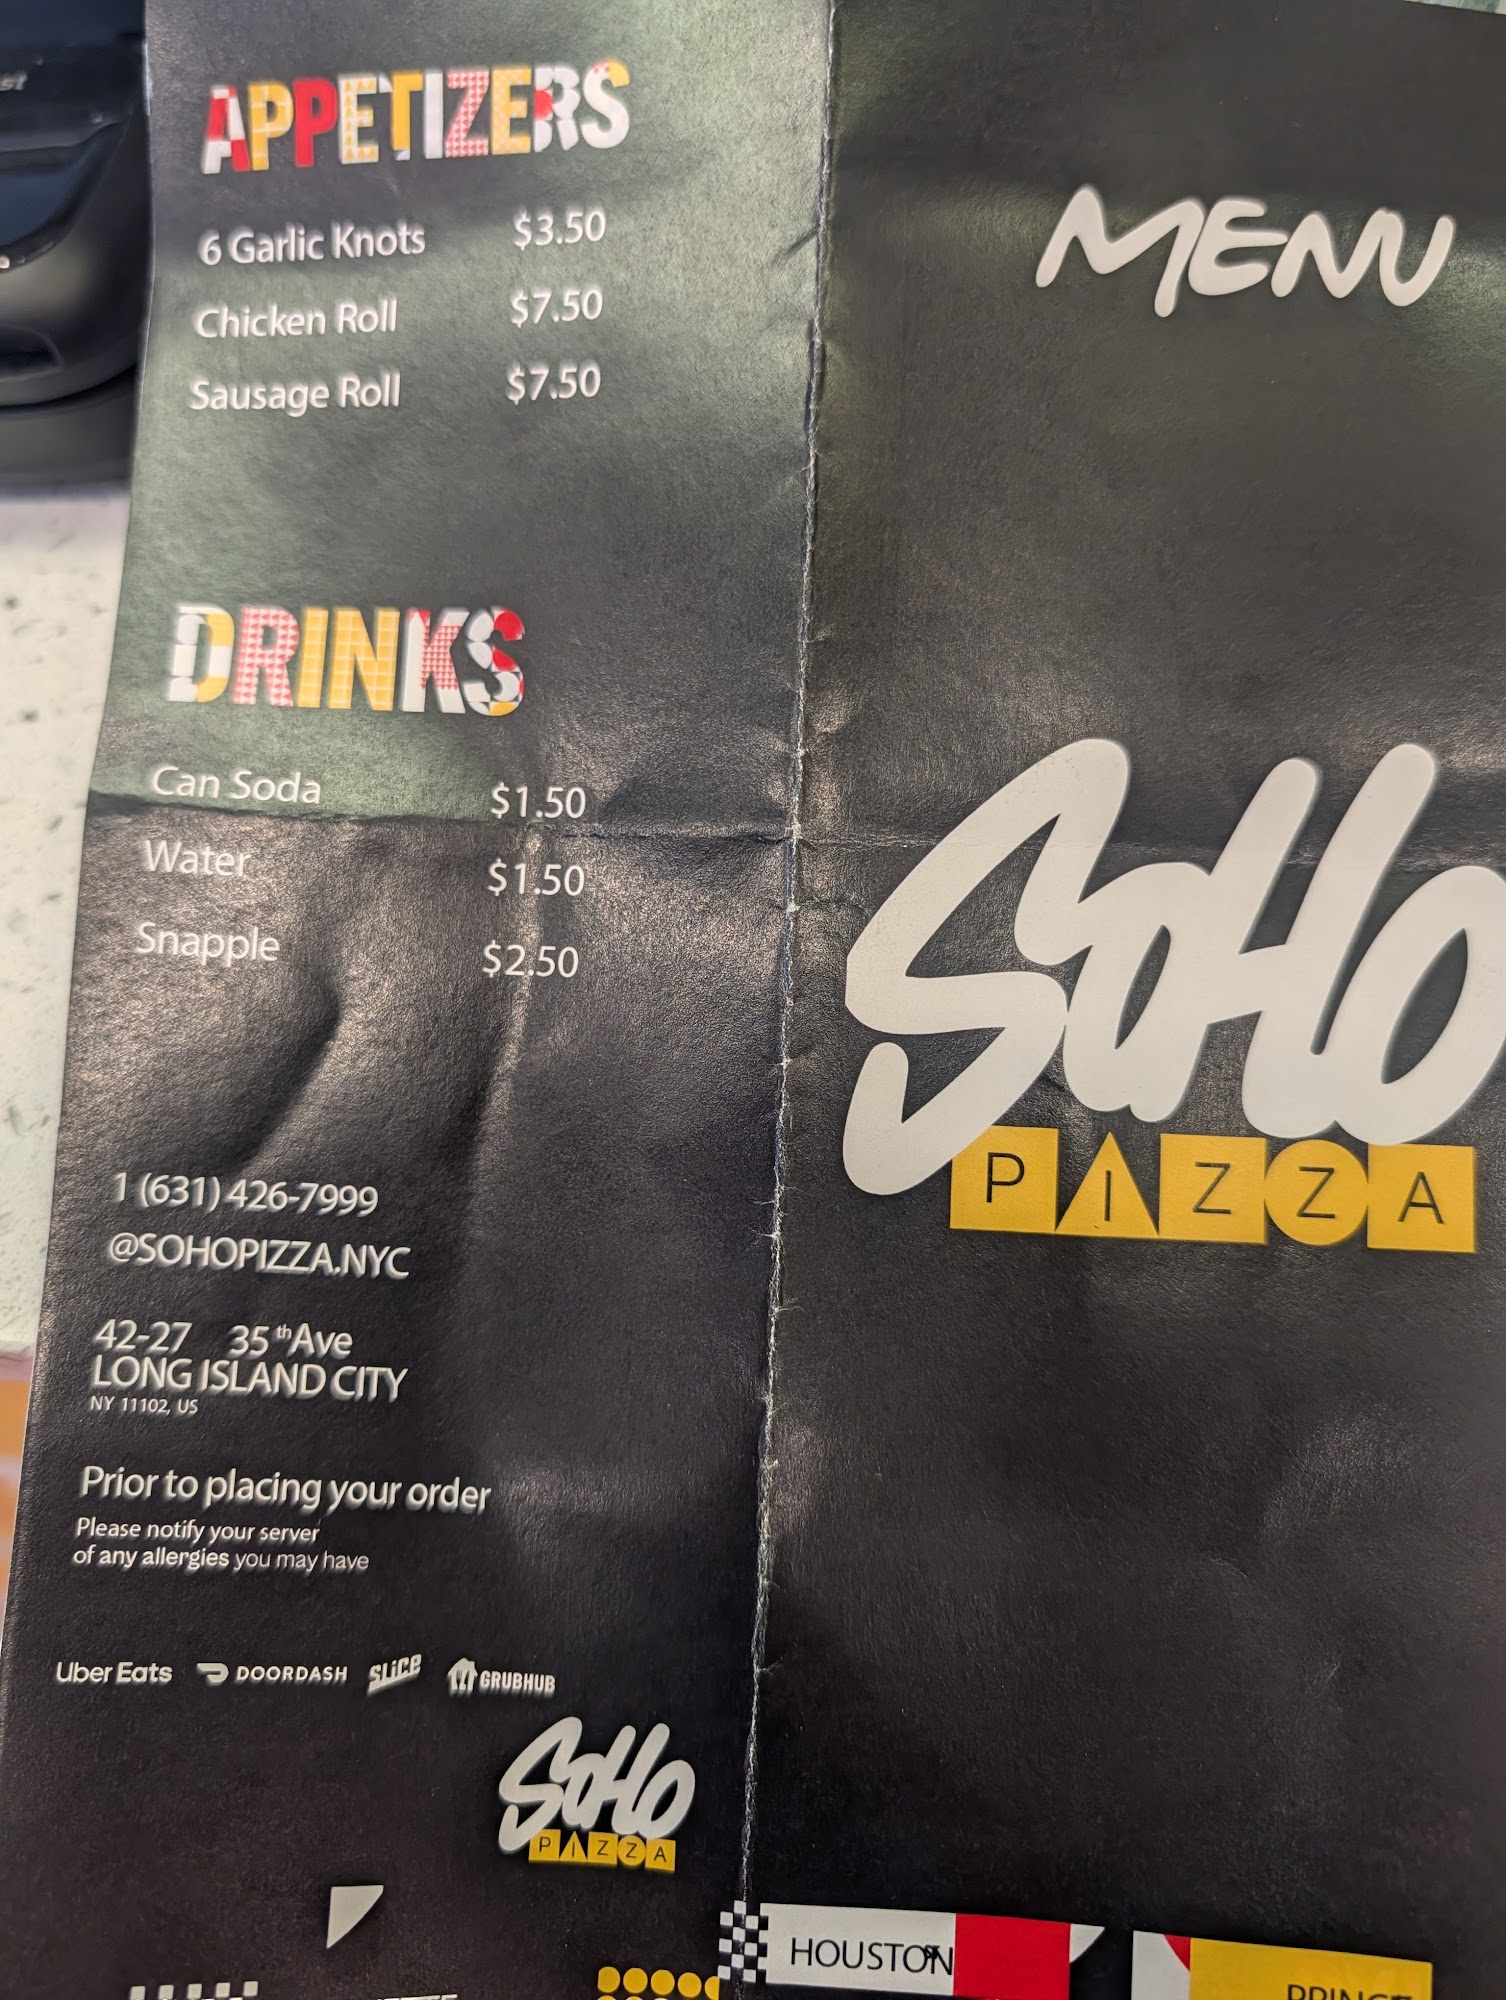 APPETIZERS
6 Garlic Knots $3.50
Chicken Roll $7.50
Sausage Roll $7.50
DRINKS
Can Soda $1.50
Water $1.50
Snapple $2.50
1 (631) 426-7999
@SOHOPIZZA.NYC
42-27 35th Ave
LONG ISLAND CITY
NY 11102, US
Prior to placing your order
Please notify your server
of any allergies you may have
Uber Eats DOORDASH SLiCE GRUBHUB
SoHo
PIZZA
MENU
SoHo
PIZZA
HOUSTON
PRINCE